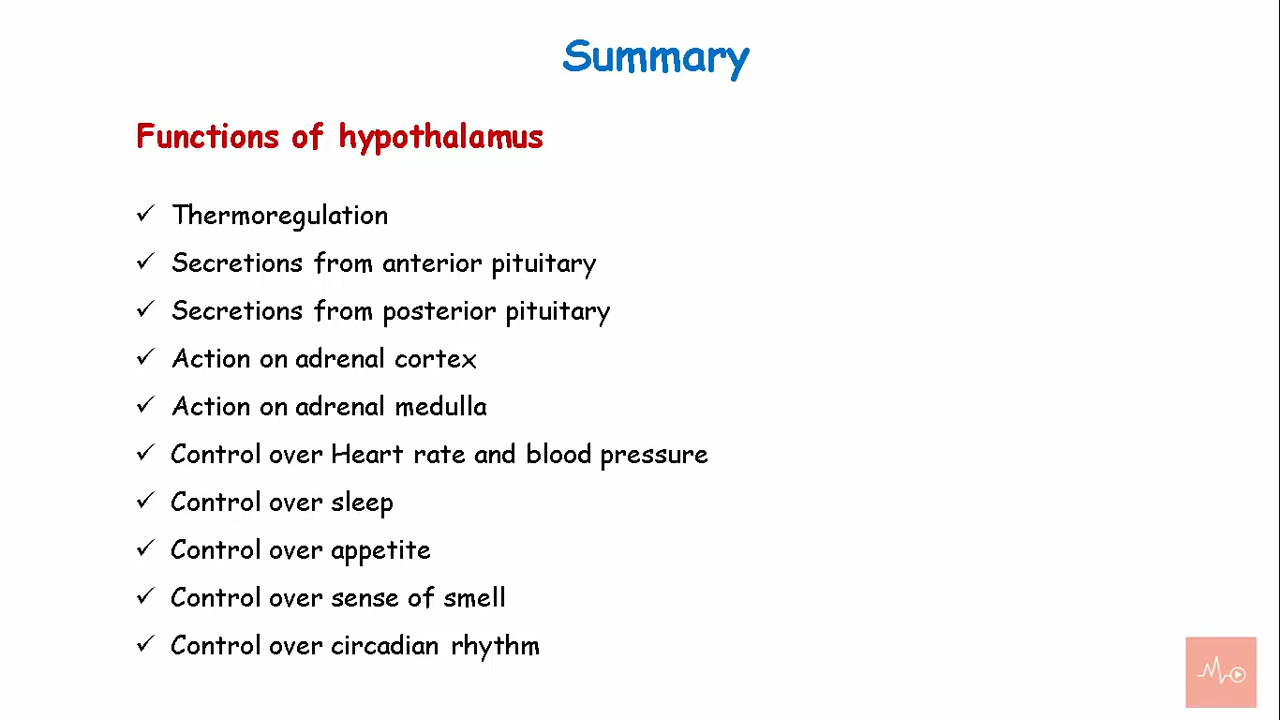 Summary
Functions of hypothalamus
✓ Thermoregulation
✓ Secretions from anterior pituitary
✓ Secretions from posterior pituitary
✓ Action on adrenal cortex
✓ Action on adrenal medulla
✓ Control over Heart rate and blood pressure
✓ Control over sleep
✓ Control over appetite
✓ Control over sense of smell
✓ Control over circadian rhythm